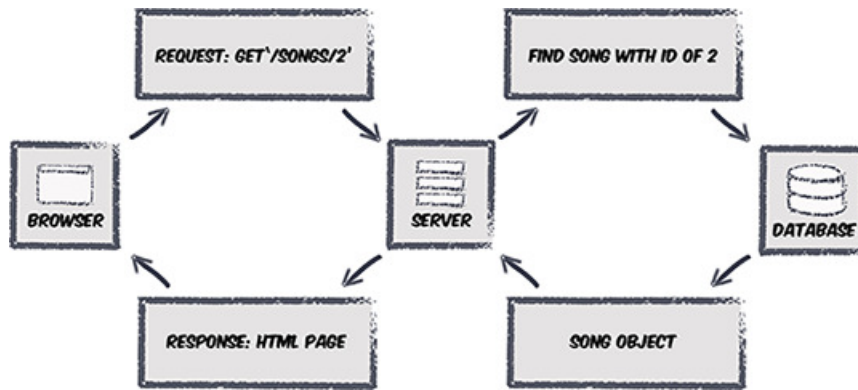 REQUEST: GET'/SONGS/2'
FIND SONG WITH ID OF 2
BROWSER
SERVER
DATABASE
RESPONSE: HTML PAGE
SONG OBJECT